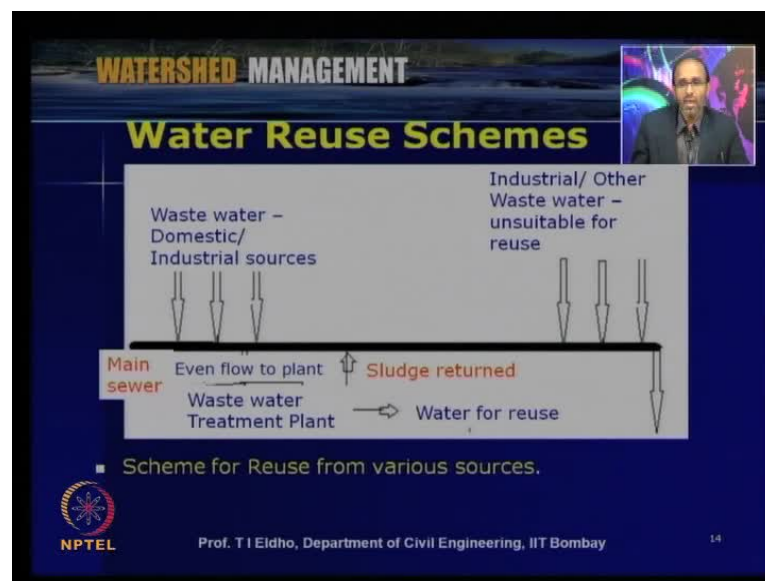 WATERSHED MANAGEMENT
Water Reuse Schemes
Waste water –
Domestic/
Industrial sources
Industrial/ Other
Waste water –
unsuitable for
reuse
Main
sewer
Even flow to plant
Sludge returned
Waste water
Treatment Plant
Water for reuse
Scheme for Reuse from various sources.
NPTEL
Prof. T I Eldho, Department of Civil Engineering, IIT Bombay
14